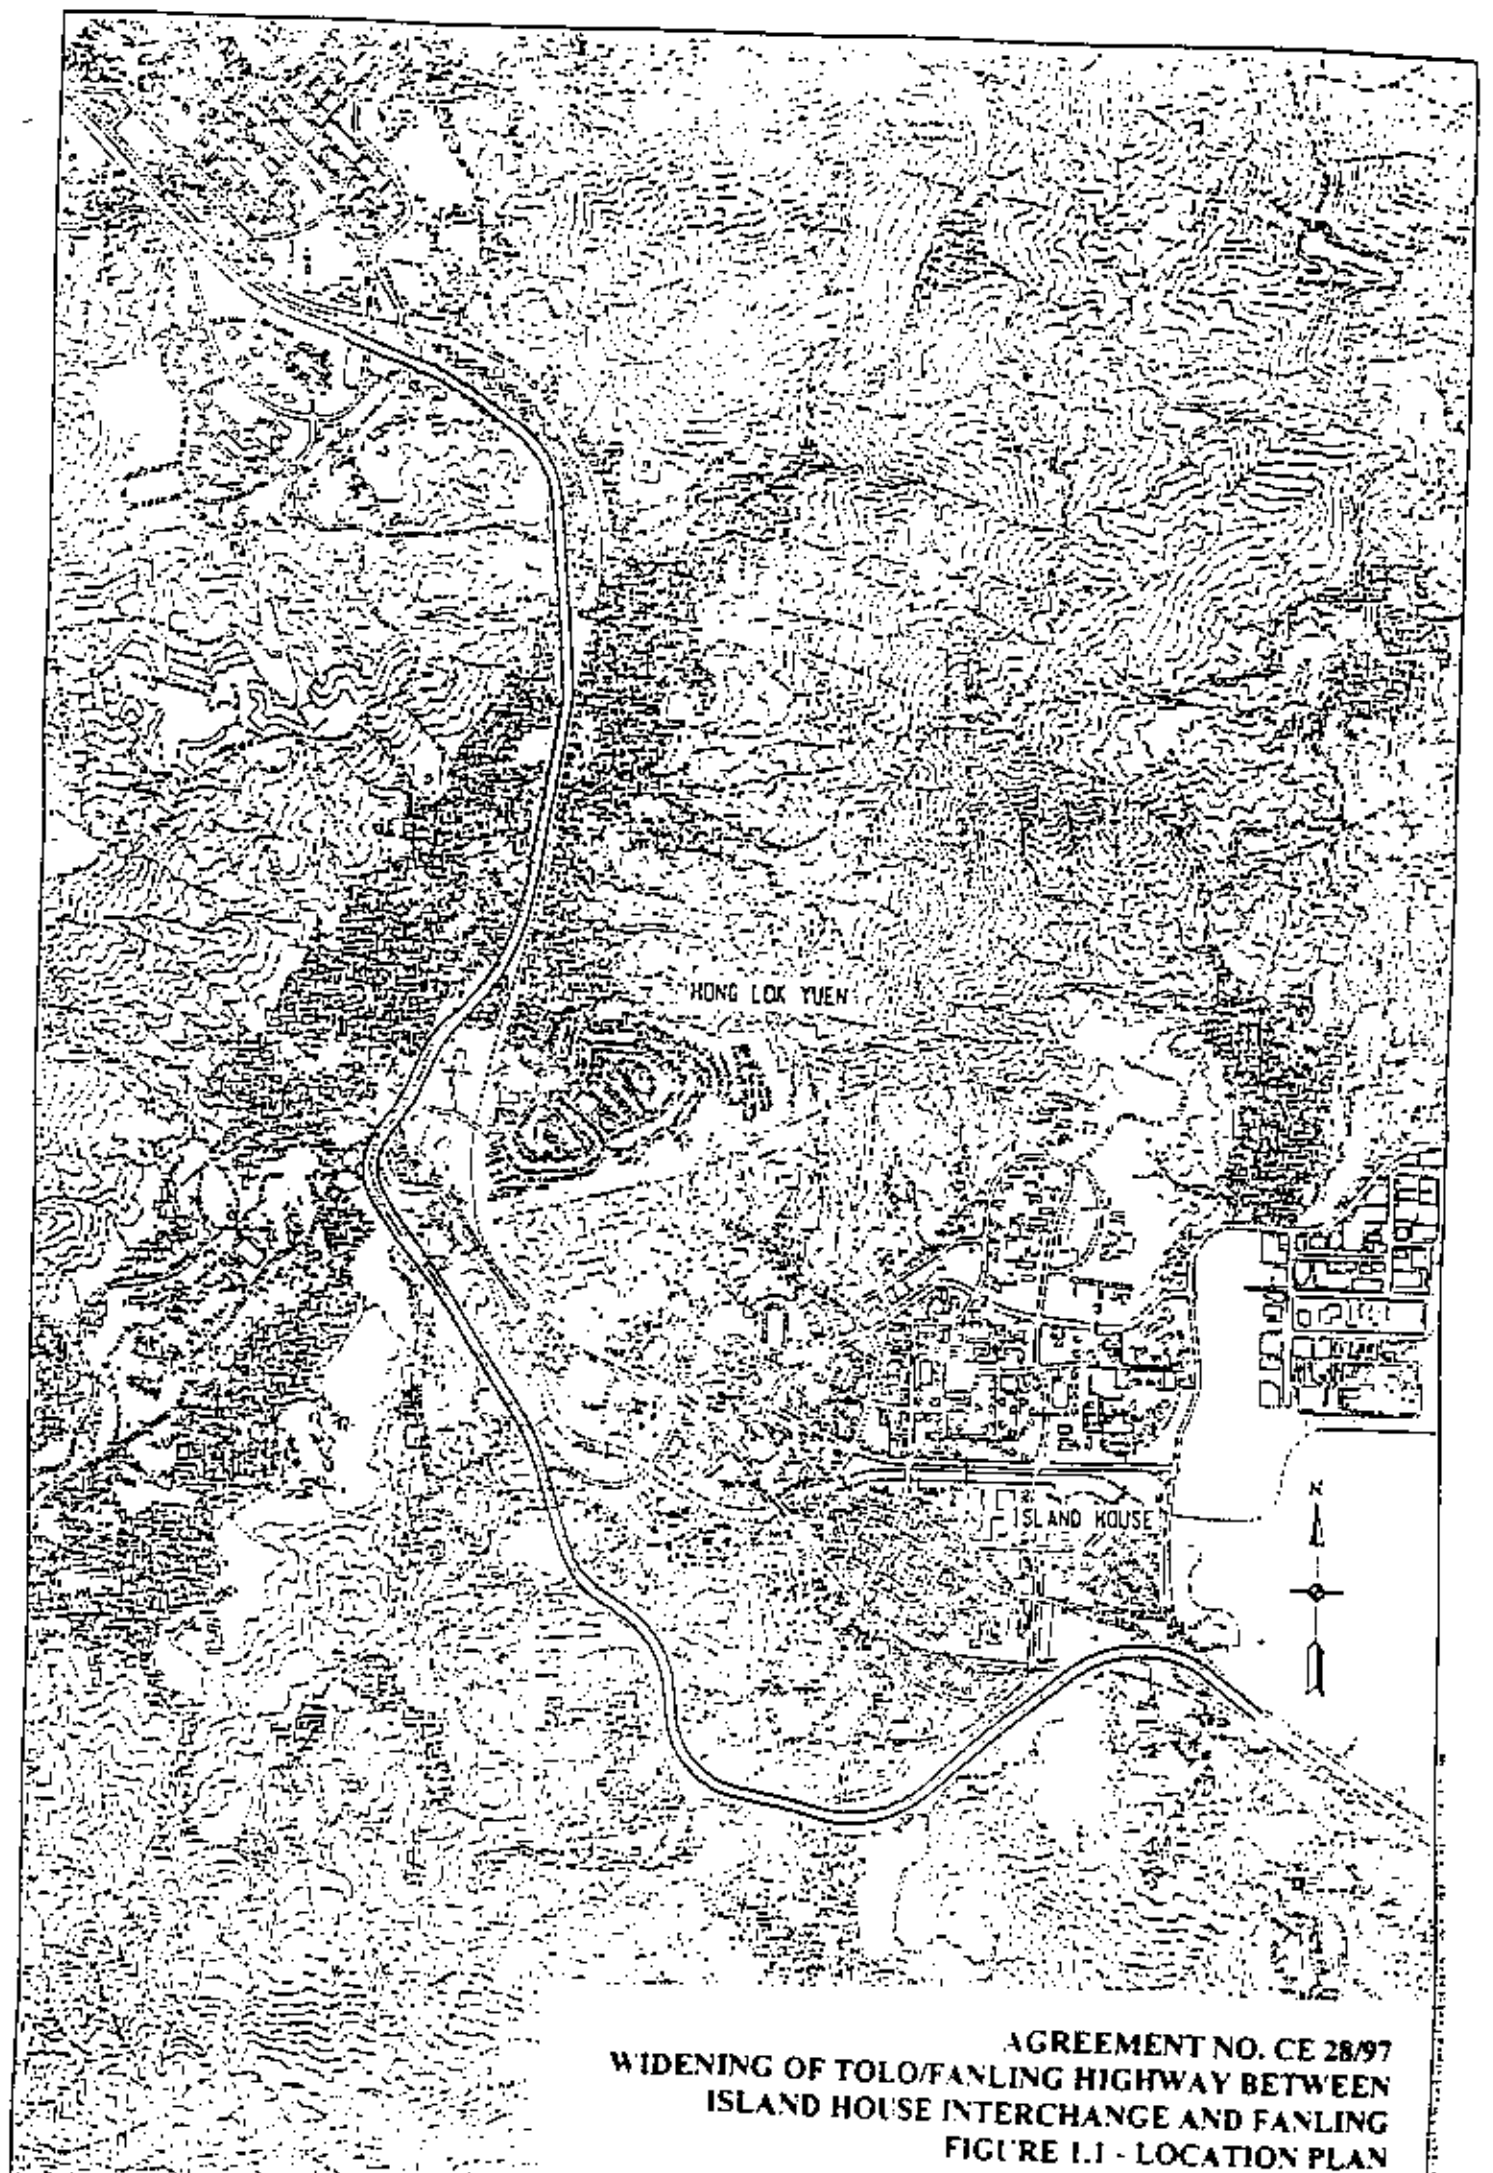 HONG LOK YUEN
N
ISLAND HOUSE
AGREEMENT NO. CE 28/97
WIDENING OF TOLO/FANLING HIGHWAY BETWEEN
ISLAND HOUSE INTERCHANGE AND FANLING
FIGURE 1.1 - LOCATION PLAN